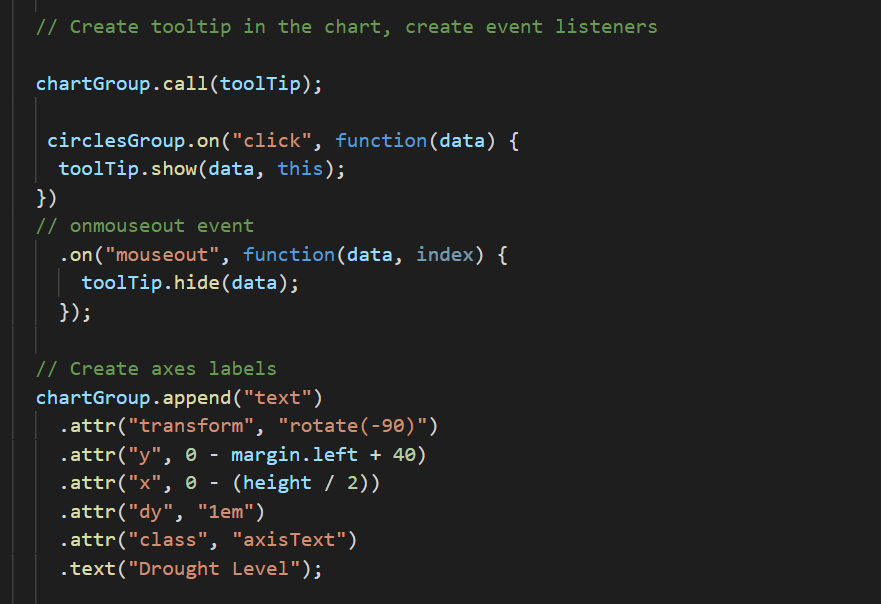 // Create tooltip in the chart, create event listeners
chartGroup.call(toolTip);
circlesGroup.on("click", function(data) {
toolTip.show(data, this);
})
// onmouseout event
.on("mouseout", function(data, index) {
toolTip.hide(data);
});
// Create axes labels
chartGroup.append("text")
.attr("transform", "rotate(-90)")
.attr("y", 0 - margin.left + 40)
.attr("x", 0 - (height / 2))
.attr("dy", "1em")
.attr("class", "axisText")
.text("Drought Level");